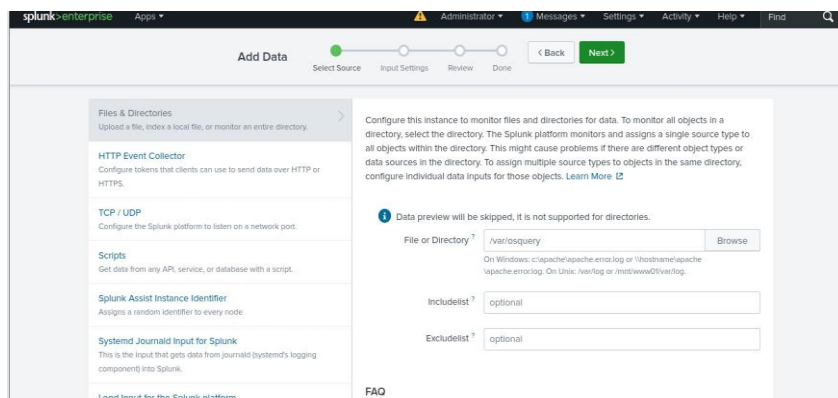 splunk>enterprise Apps ▾ Administrator ▾ 1 Messages ▾ Settings ▾ Activity ▾ Help ▾ Find
Add Data
Select Source Input Settings Review Done
< Back Next >
Files & Directories
Upload a file, index a local file, or monitor an entire directory.
HTTP Event Collector
Configure tokens that clients can use to send data over HTTP or
HTTPS.
TCP / UDP
Configure the Splunk platform to listen on a network port.
Scripts
Get data from any API, service, or database with a script.
Splunk Assist Instance Identifier
Assigns a random identifier to every node
Systemd Journald Input for Splunk
This is the input that gets data from journald (systemd's logging
component) into Splunk.
Configure this instance to monitor files and directories for data. To monitor all objects in a
directory, select the directory. The Splunk platform monitors and assigns a single source type to
all objects within the directory. This might cause problems if there are different object types or
data sources in the directory. To assign multiple source types to objects in the same directory,
configure individual data inputs for those objects. Learn More
Data preview will be skipped, it is not supported for directories.
File or Directory ? /var/osquery Browse
On Windows: c:\apache\apache.error.log or \\hostname\apache
\apache.error.log. On Unix: /var/log or /mnt/www01/var/log.
Includelist ? optional
Excludelist ? optional
FAQ